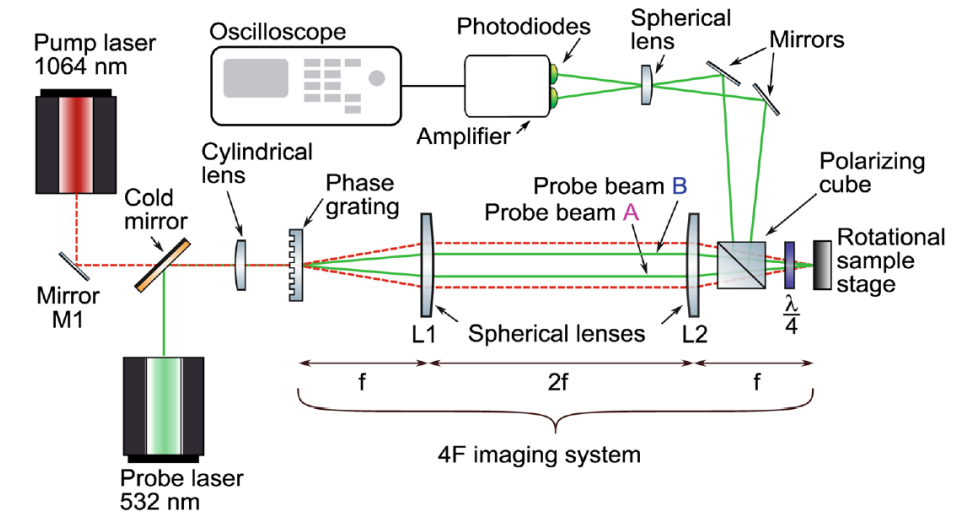 Pump laser
1064 nm
Oscilloscope
Photodiodes
Spherical
lens
Mirrors
Amplifier
Cylindrical
lens
Phase
grating
Cold
mirror
Probe beam B
Probe beam A
Polarizing
cube
Mirror
M1
Rotational
sample
stage
λ
4
L1
Spherical lenses
L2
f
2f
f
4F imaging system
Probe laser
532 nm